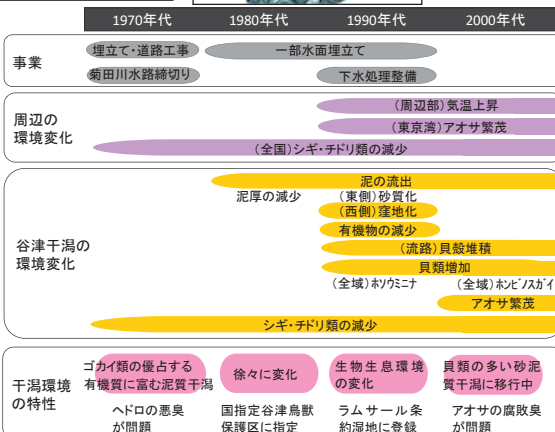 1970年代 1980年代 1990年代 2000年代
事業
埋立て・道路工事 一部水面埋立て
菊田川水路締切り 下水処理整備
周辺の
環境変化
(周辺部)気温上昇
(東京湾)アオサ繁茂
(全国)シギ・チドリ類の減少
谷津干潟の
環境変化
泥の流出
泥厚の減少 (東側)砂質化
(西側)窪地化
有機物の減少
(流路)貝殻堆積
貝類増加
(全域)ホソウミニナ (全域)ホンビノスガイ
アオサ繁茂
シギ・チドリ類の減少
干潟環境
の特性
ゴカイ類の優占する
有機質に富む泥質干潟
徐々に変化
生物生息環境
の変化
貝類の多い砂泥
質干潟に移行中
ヘドロの悪臭
が問題
国指定谷津鳥獣
保護区に指定
ラムサール条
約湿地に登録
アオサの腐敗臭
が問題